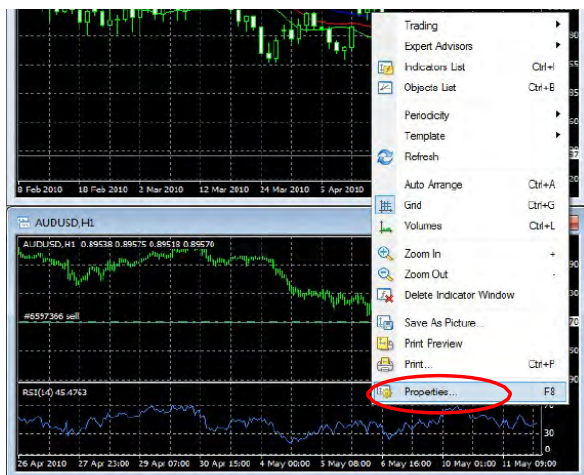 Trading
Expert Advisors
Indicators List Ctrl+I
Objects List Ctrl+B
Periodicity
Template
Refresh
Auto Arrange Ctrl+A
Grid Ctrl+G
Volumes Ctrl+L
Zoom In +
Zoom Out -
Delete Indicator Window
Save As Picture...
Print Preview
Print... Ctrl+P
Properties... F8
8 Feb 2010 18 Feb 2010 2 Mar 2010 12 Mar 2010 24 Mar 2010 5 Apr 2010
AUDUSD,H1
AUDUSD,H1 0.89538 0.89575 0.89518 0.89570
#6597366 sell
RSI(14) 45.4763
70
30
0
26 Apr 2010 27 Apr 23:00 29 Apr 07:00 30 Apr 15:00 4 May 00:00 5 May 08:00 6 May 16:00 10 May 01:00 11 May 09:00